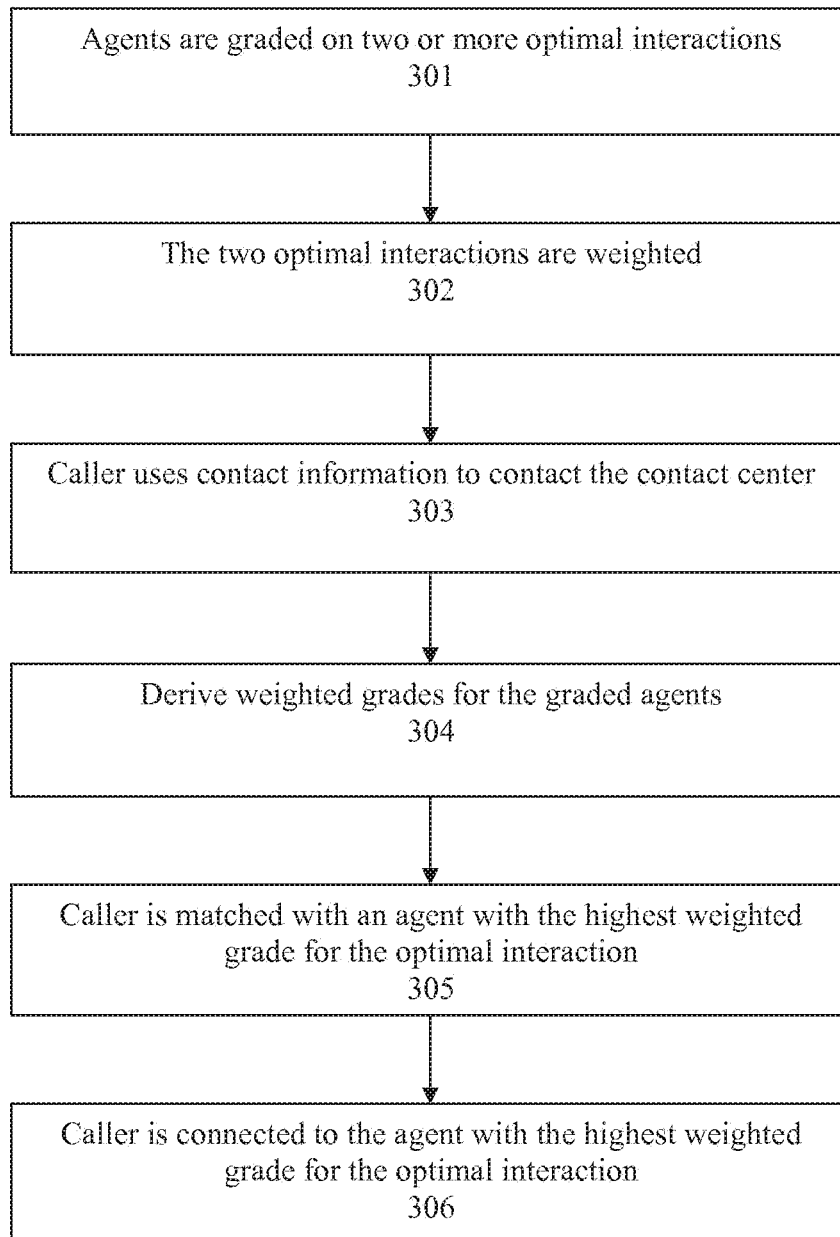 Agents are graded on two or more optimal interactions
301
The two optimal interactions are weighted
302
Caller uses contact information to contact the contact center
303
Derive weighted grades for the graded agents
304
Caller is matched with an agent with the highest weighted
grade for the optimal interaction
305
Caller is connected to the agent with the highest weighted
grade for the optimal interaction
306